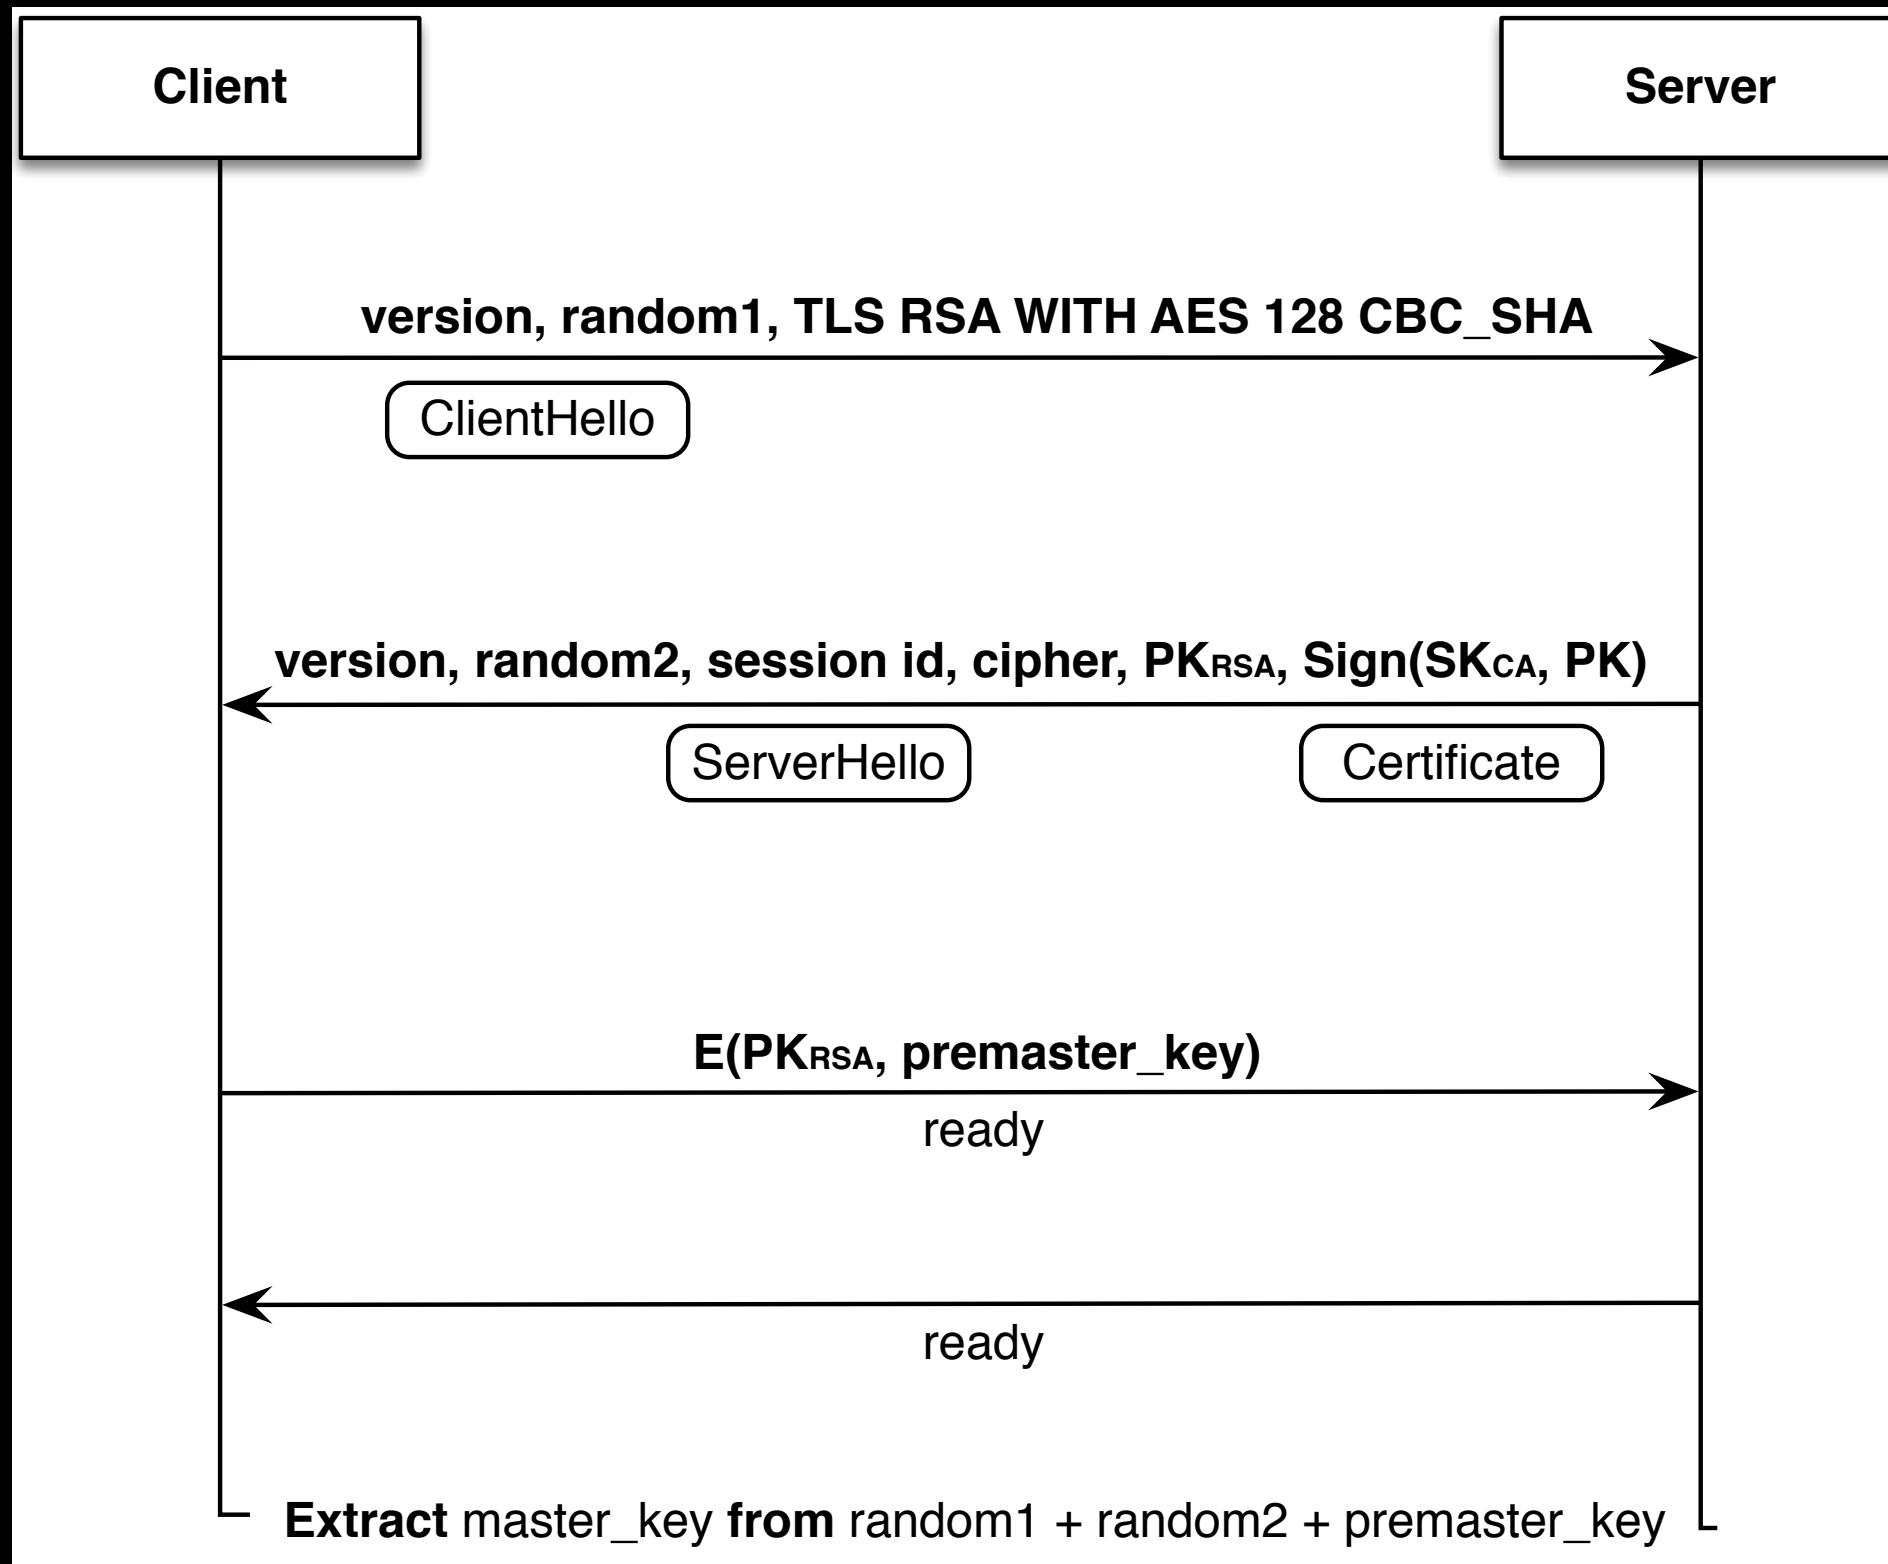 Client
Server
version, random1, TLS RSA WITH AES 128 CBC_SHA
ClientHello
version, random2, session id, cipher, PKRSA, Sign(SKCA, PK)
ServerHello
Certificate
E(PKRSA, premaster_key)
ready
ready
Extract master_key from random1 + random2 + premaster_key